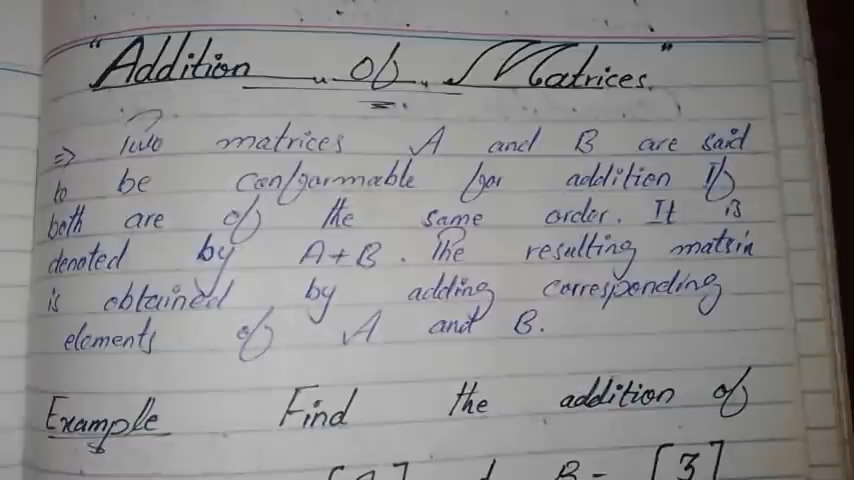 "Addition of Matrices."
⇒ Two matrices A and B are said
to be confarmable for addition If
both are of the same order. It is
denoted by A+B. The resulting matrix
is obtained by adding corresponding
elements of A and B.
Example Find the addition of
B = [3]